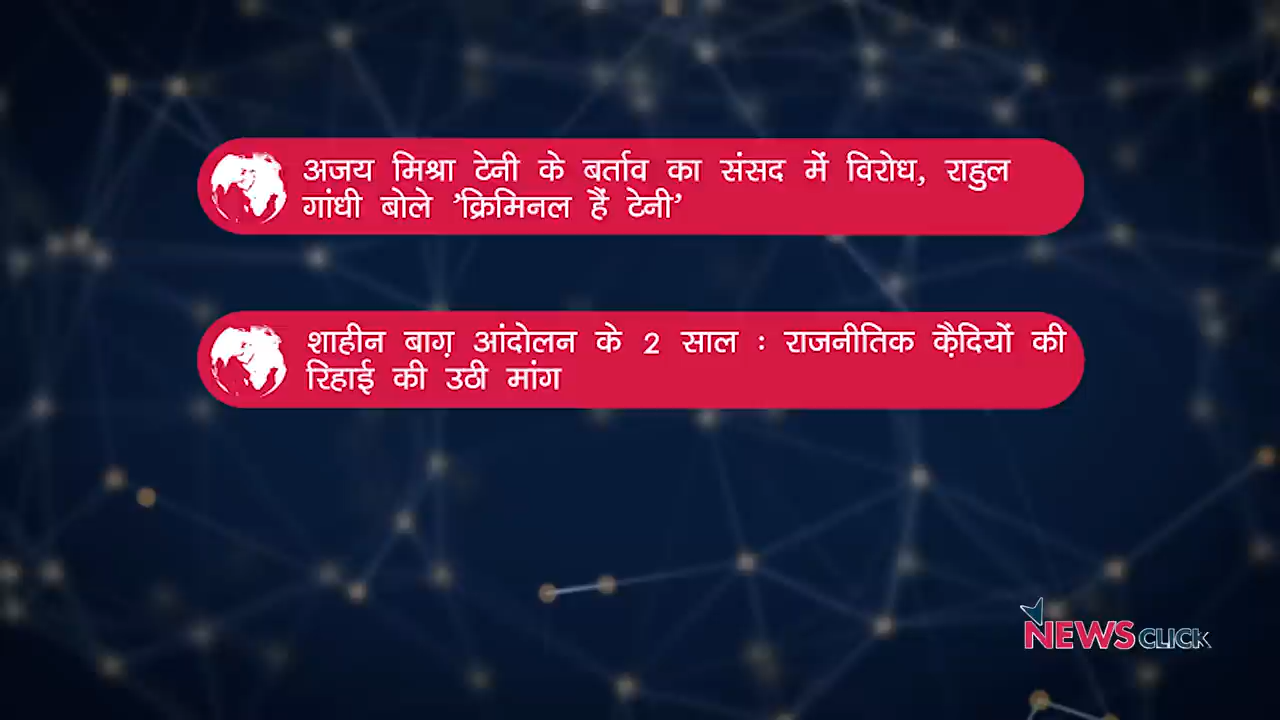 अजय मिश्रा टेनी के बर्ताव का संसद में विरोध, राहुल
गांधी बोले ’क्रिमिनल हैं टेनी’
शाहीन बाग़ आंदोलन के 2 साल : राजनीतिक क़ैदियों की
रिहाई की उठी मांग
NEWSCLICK